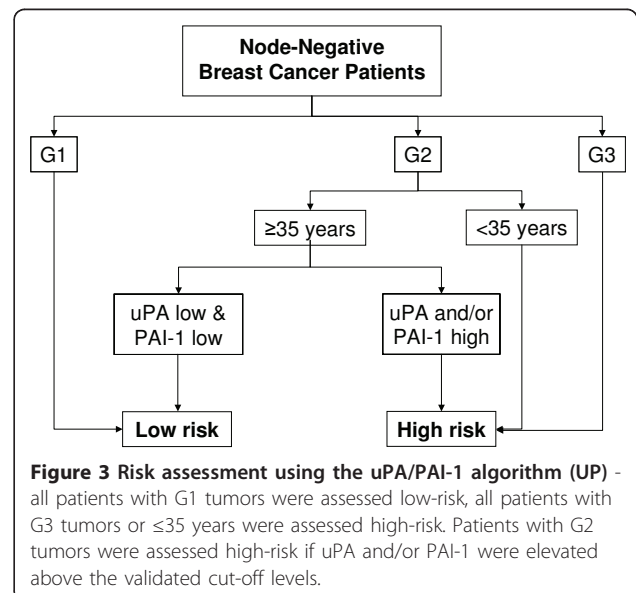 Node-Negative
Breast Cancer Patients
G1
G2
G3
≥35 years
<35 years
uPA low &
PAI-1 low
uPA and/or
PAI-1 high
Low risk
High risk
Figure 3 Risk assessment using the uPA/PAI-1 algorithm (UP) -
all patients with G1 tumors were assessed low-risk, all patients with
G3 tumors or ≤35 years were assessed high-risk. Patients with G2
tumors were assessed high-risk if uPA and/or PAI-1 were elevated
above the validated cut-off levels.